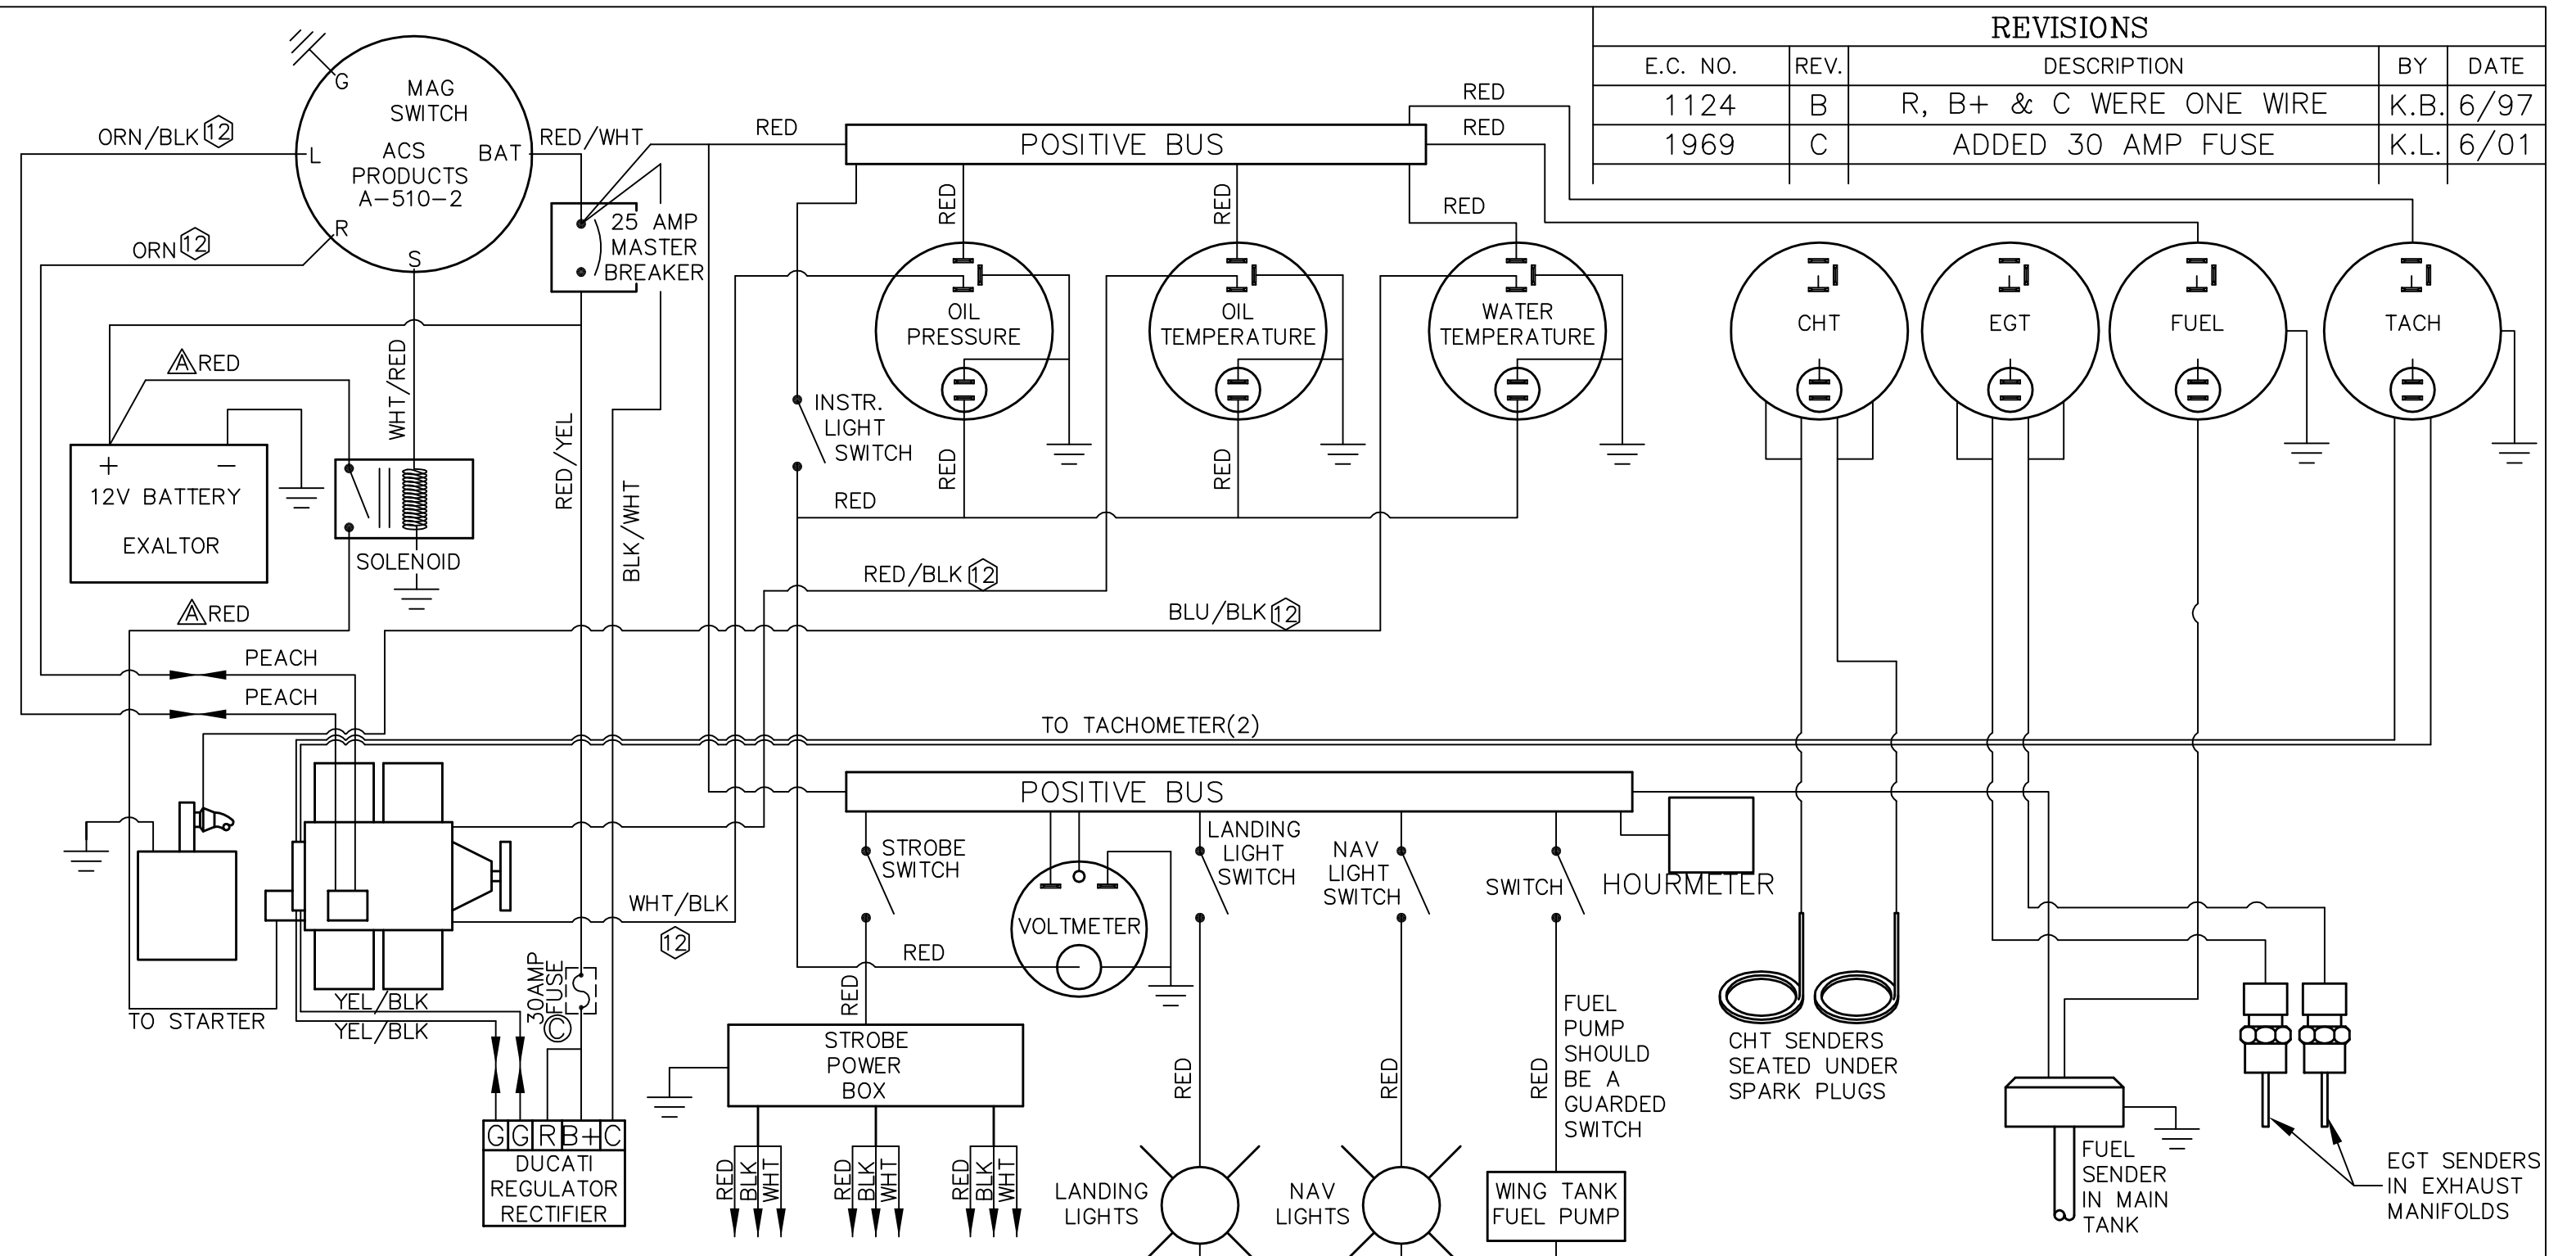 REVISIONS
E.C. NO. REV. DESCRIPTION BY DATE
1124 B R, B+ & C WERE ONE WIRE K.B. 6/97
1969 C ADDED 30 AMP FUSE K.L. 6/01
G
MAG
SWITCH
ACS
PRODUCTS
A-510-2
L
BAT
R
S
ORN/BLK 12
ORN 12
RED/WHT
RED
POSITIVE BUS
RED
RED
25 AMP
MASTER
BREAKER
RED
RED
RED
OIL
PRESSURE
OIL
TEMPERATURE
WATER
TEMPERATURE
CHT
EGT
FUEL
TACH
A RED
WHT/RED
+ −
12V BATTERY
EXALTOR
SOLENOID
RED/YEL
BLK/WHT
INSTR.
LIGHT
SWITCH
RED
RED
RED
RED/BLK 12
BLU/BLK 12
A RED
PEACH
PEACH
TO TACHOMETER(2)
POSITIVE BUS
STROBE
SWITCH
VOLTMETER
LANDING
LIGHT
SWITCH
NAV
LIGHT
SWITCH
SWITCH
HOURMETER
WHT/BLK
12
RED
RED
30AMP
FUSE
C
YEL/BLK
YEL/BLK
TO STARTER
STROBE
POWER
BOX
RED
RED
RED
FUEL
PUMP
SHOULD
BE A
GUARDED
SWITCH
CHT SENDERS
SEATED UNDER
SPARK PLUGS
G G R B+ C
DUCATI
REGULATOR
RECTIFIER
RED BLK WHT
RED BLK WHT
RED BLK WHT
LANDING
LIGHTS
NAV
LIGHTS
WING TANK
FUEL PUMP
FUEL
SENDER
IN MAIN
TANK
EGT SENDERS
IN EXHAUST
MANIFOLDS